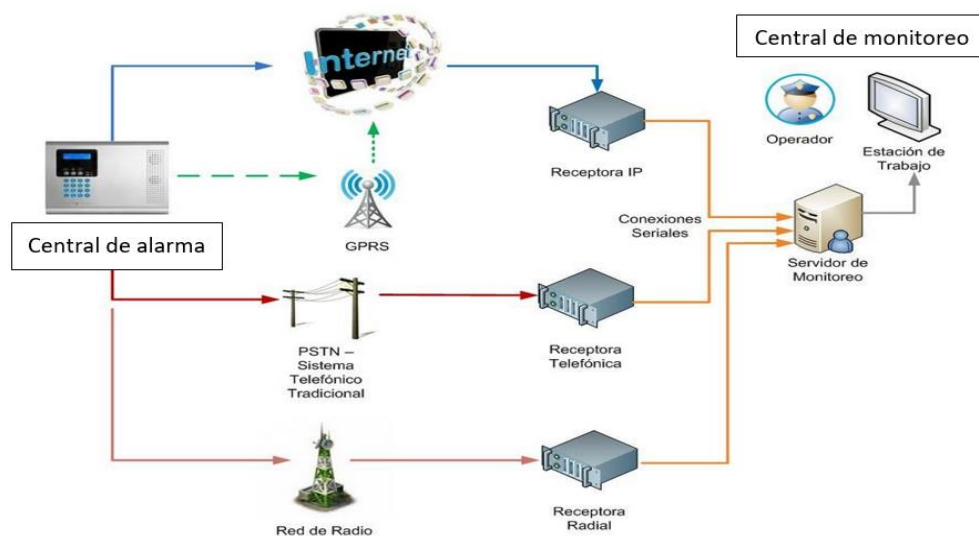 Central de monitoreo
Internet
Operador
Estación de
Trabajo
Receptora IP
Central de alarma
GPRS
Conexiones
Seriales
Servidor de
Monitoreo
PSTN –
Sistema
Telefónico
Tradicional
Receptora
Telefónica
Red de Radio
Receptora
Radial